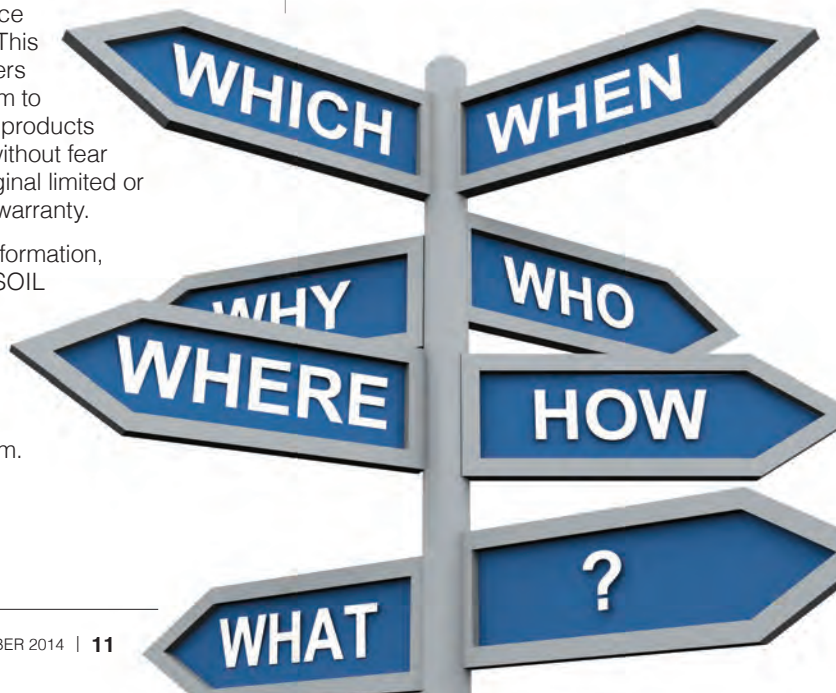 ce
This
ers
m to
products
without fear
ginal limited or
warranty.
formation,
SOIL
m.
BER 2014 | 11
WHICH
WHEN
WHY
WHO
WHERE
HOW
WHAT
?